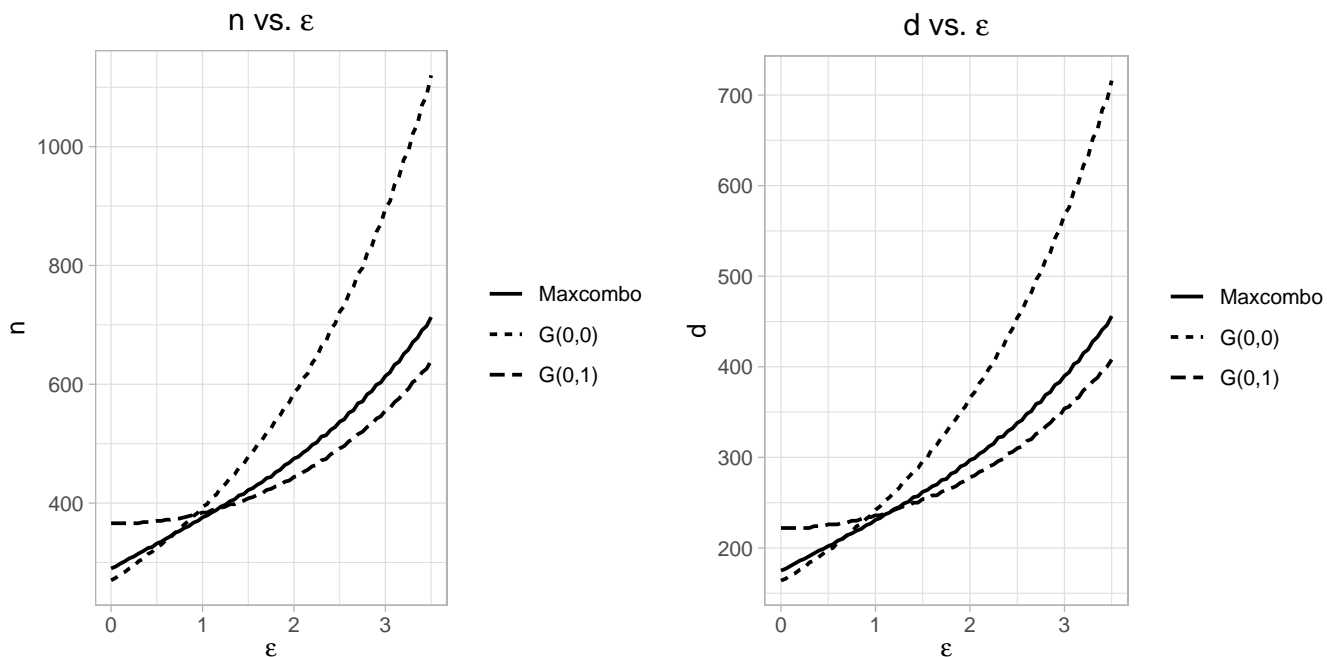 n vs. ε
n
1000
800
600
400
0
1
2
3
ε
Maxcombo
G(0,0)
G(0,1)
d vs. ε
d
700
600
500
400
300
200
0
1
2
3
ε
Maxcombo
G(0,0)
G(0,1)